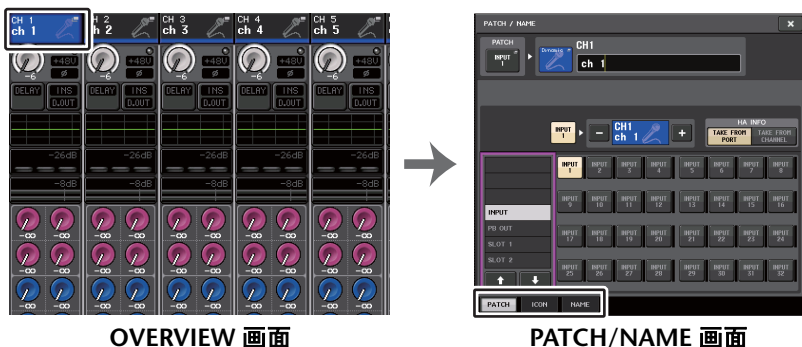 CH 1
ch 1
CH 2
ch 2
CH 3
ch 3
CH 4
ch 4
CH 5
ch 5
-6 +48V Ø
-6 +48V Ø
-6 +48V Ø
-6 +48V Ø
-6 +48V Ø
DELAY INS D.OUT
DELAY INS D.OUT
DELAY INS D.OUT
DELAY INS D.OUT
DELAY INS D.OUT
-26dB -26dB -26dB -26dB -26dB
-8dB -8dB -8dB -8dB -8dB
-∞ -∞ -∞ -∞ -∞ -∞ -∞ -∞ -∞ -∞
-∞ -∞ -∞ -∞ -∞ -∞ -∞ -∞ -∞ -∞
-∞ -∞ -∞ -∞ -∞ -∞ -∞ -∞ -∞ -∞
OVERVIEW 画面
PATCH / NAME
×
PATCH
INPUT 1
Dynamic
CH1
ch 1
INPUT 1
−
CH1
ch 1
+
HA INFO
TAKE FROM PORT
TAKE FROM CHANNEL
INPUT
PB OUT
SLOT 1
SLOT 2
INPUT 1 INPUT 2 INPUT 3 INPUT 4 INPUT 5 INPUT 6 INPUT 7 INPUT 8
INPUT 9 INPUT 10 INPUT 11 INPUT 12 INPUT 13 INPUT 14 INPUT 15 INPUT 16
INPUT 17 INPUT 18 INPUT 19 INPUT 20 INPUT 21 INPUT 22 INPUT 23 INPUT 24
INPUT 25 INPUT 26 INPUT 27 INPUT 28 INPUT 29 INPUT 30 INPUT 31 INPUT 32
PATCH ICON NAME
PATCH/NAME 画面